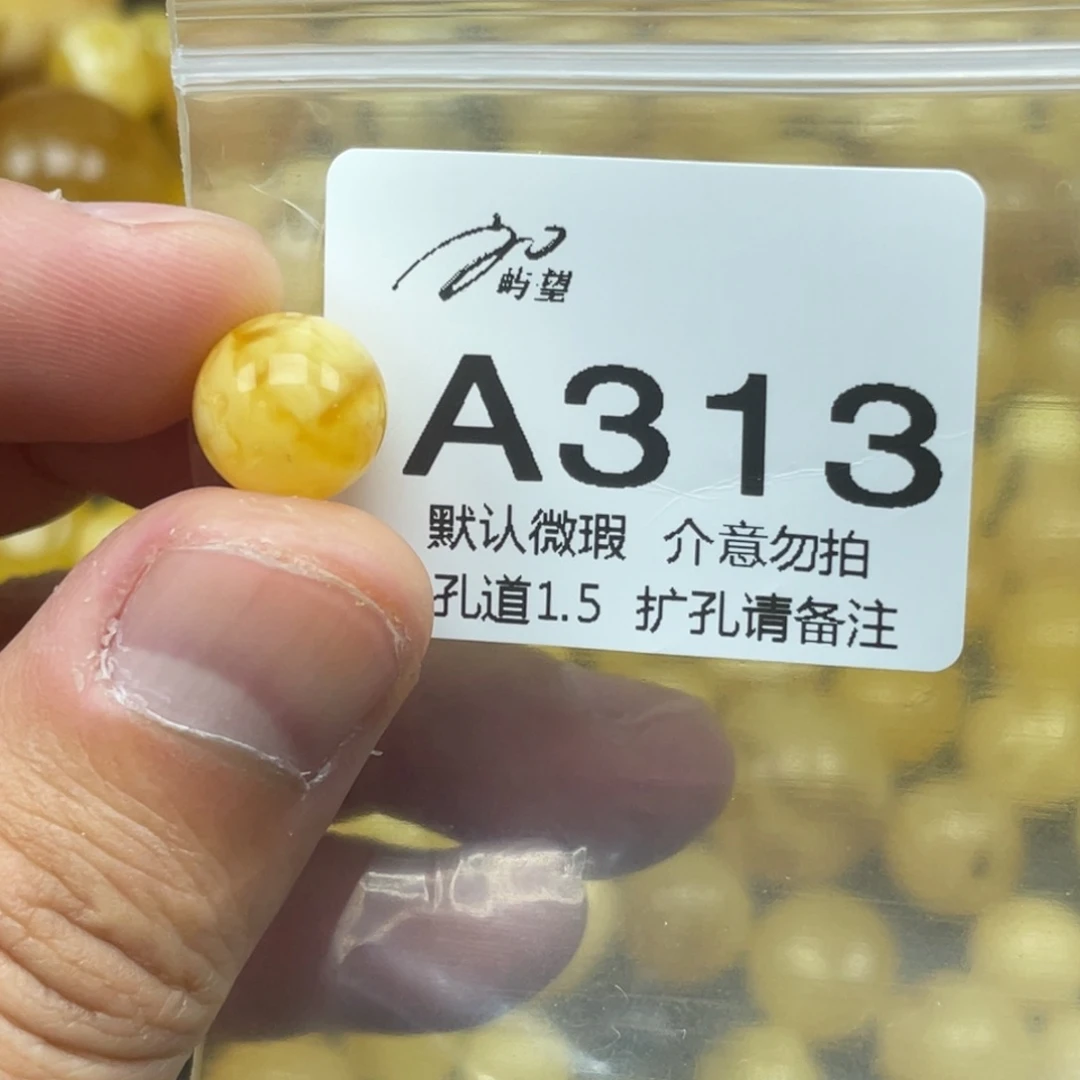 屿·望
A313
默认微瑕 介意勿拍
孔道1.5 扩孔请备注